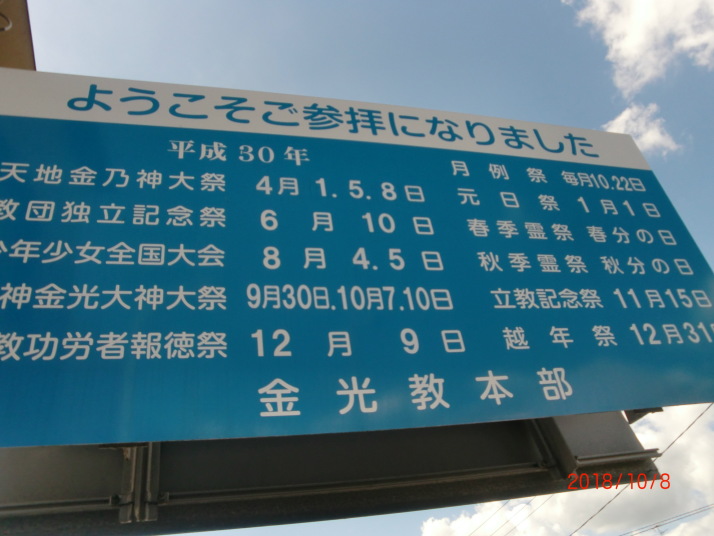 ようこそご参拝になりました
平成30年
天地金乃神大祭 4月 1.5.8日
教団独立記念祭 6月10日
少年少女全国大会 8月4.5日
神金光大神大祭 9月30日.10月7.10日
教功労者報徳祭 12月9日
月例祭 毎月10.22日
元日祭 1月1日
春季霊祭 春分の日
秋季霊祭 秋分の日
立教記念祭 11月15日
越年祭 12月31
金光教本部
2018/10/8